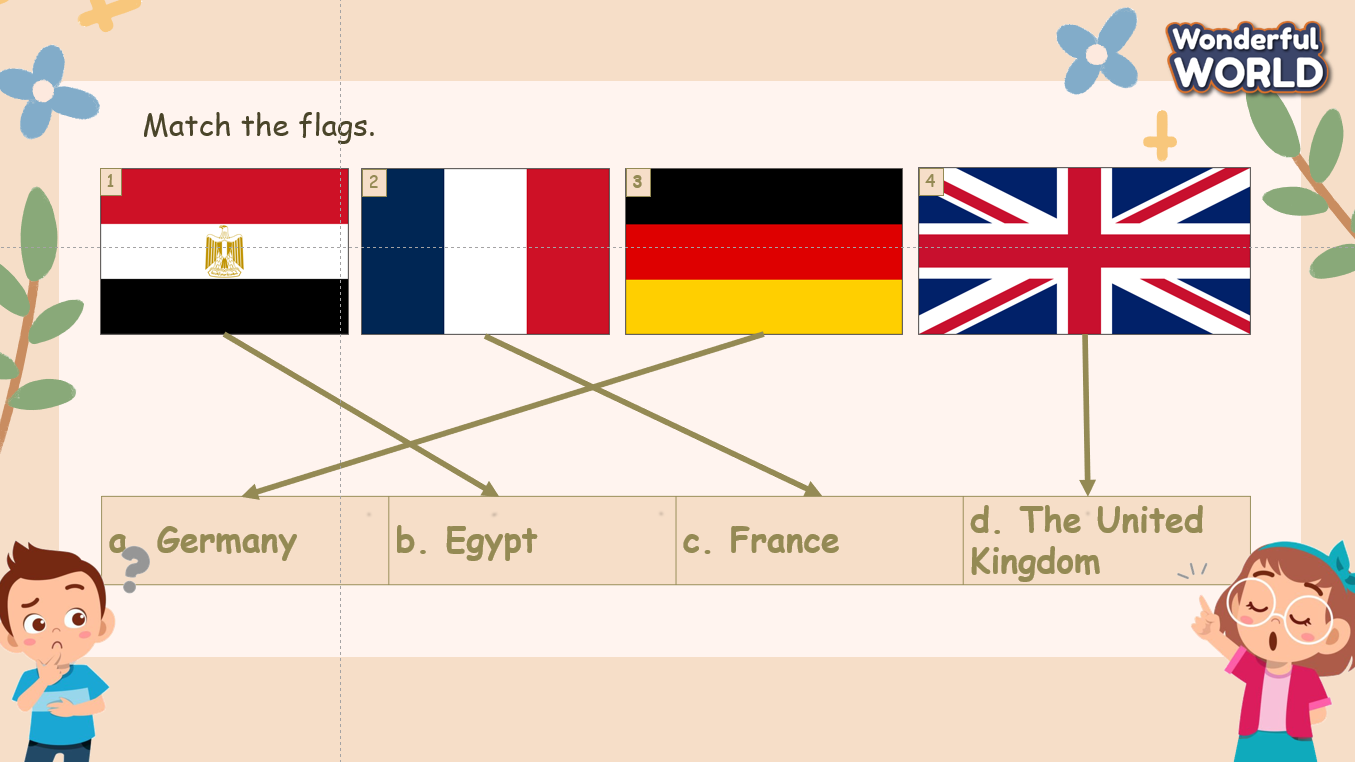 Wonderful
WORLD
Match the flags.
1
2
3
4
a. Germany
b. Egypt
c. France
d. The United
Kingdom
?